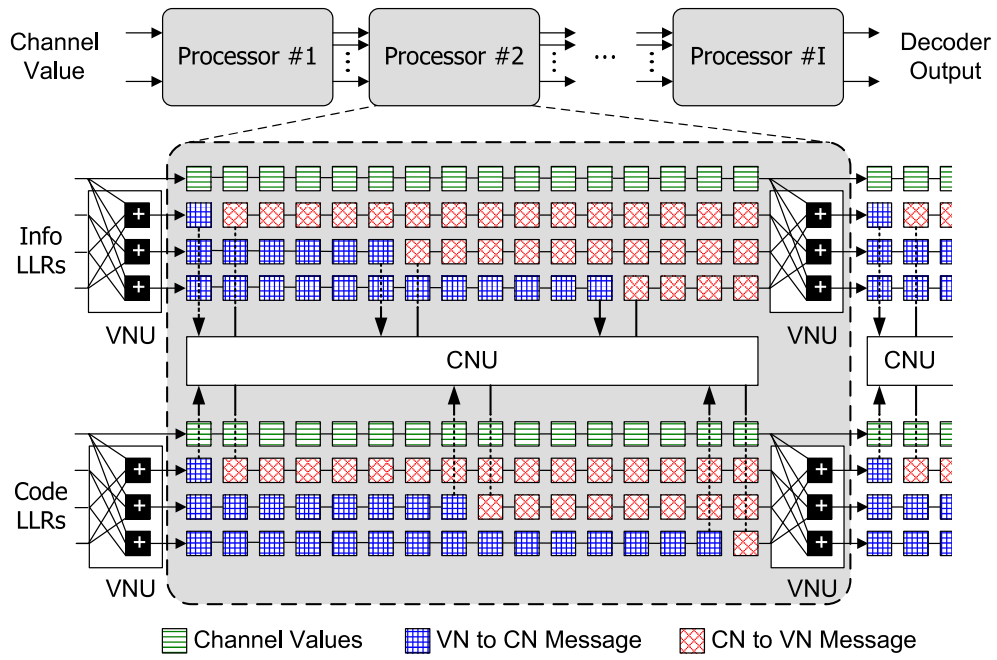 Channel Value
Processor #1
Processor #2
...
Processor #I
Decoder Output
Info LLRs
+
+
+
VNU
+
+
+
VNU
CNU
CNU
Code LLRs
+
+
+
VNU
+
+
+
VNU
Channel Values
VN to CN Message
CN to VN Message